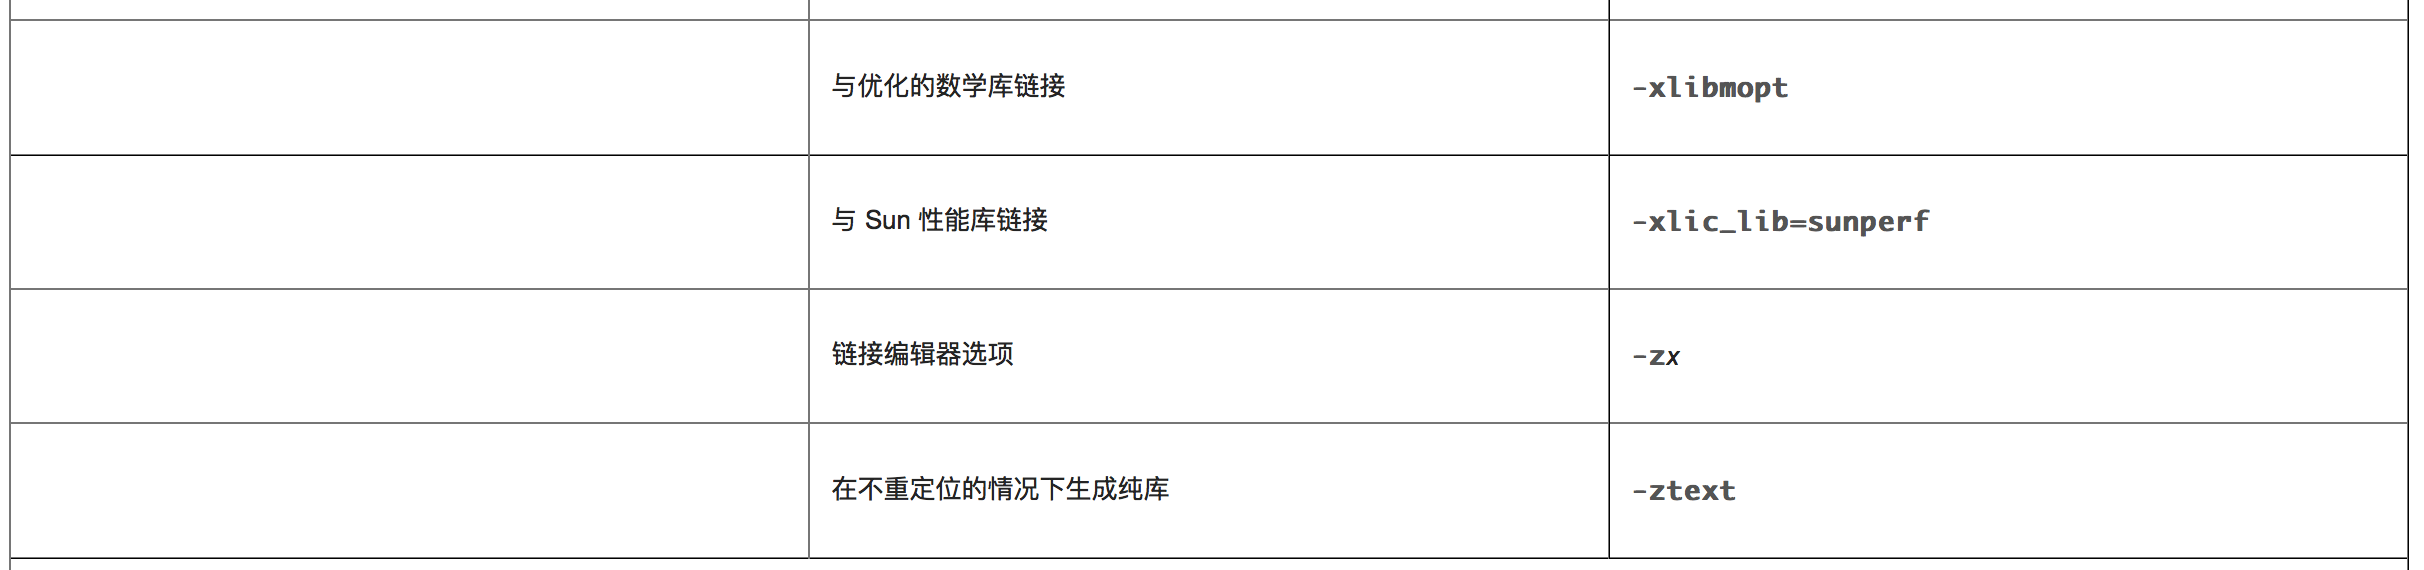 与优化的数学库链接 -xlibmopt
与 Sun 性能库链接 -xlic_lib=sunperf
链接编辑器选项 -zx
在不重定位的情况下生成纯库 -ztext